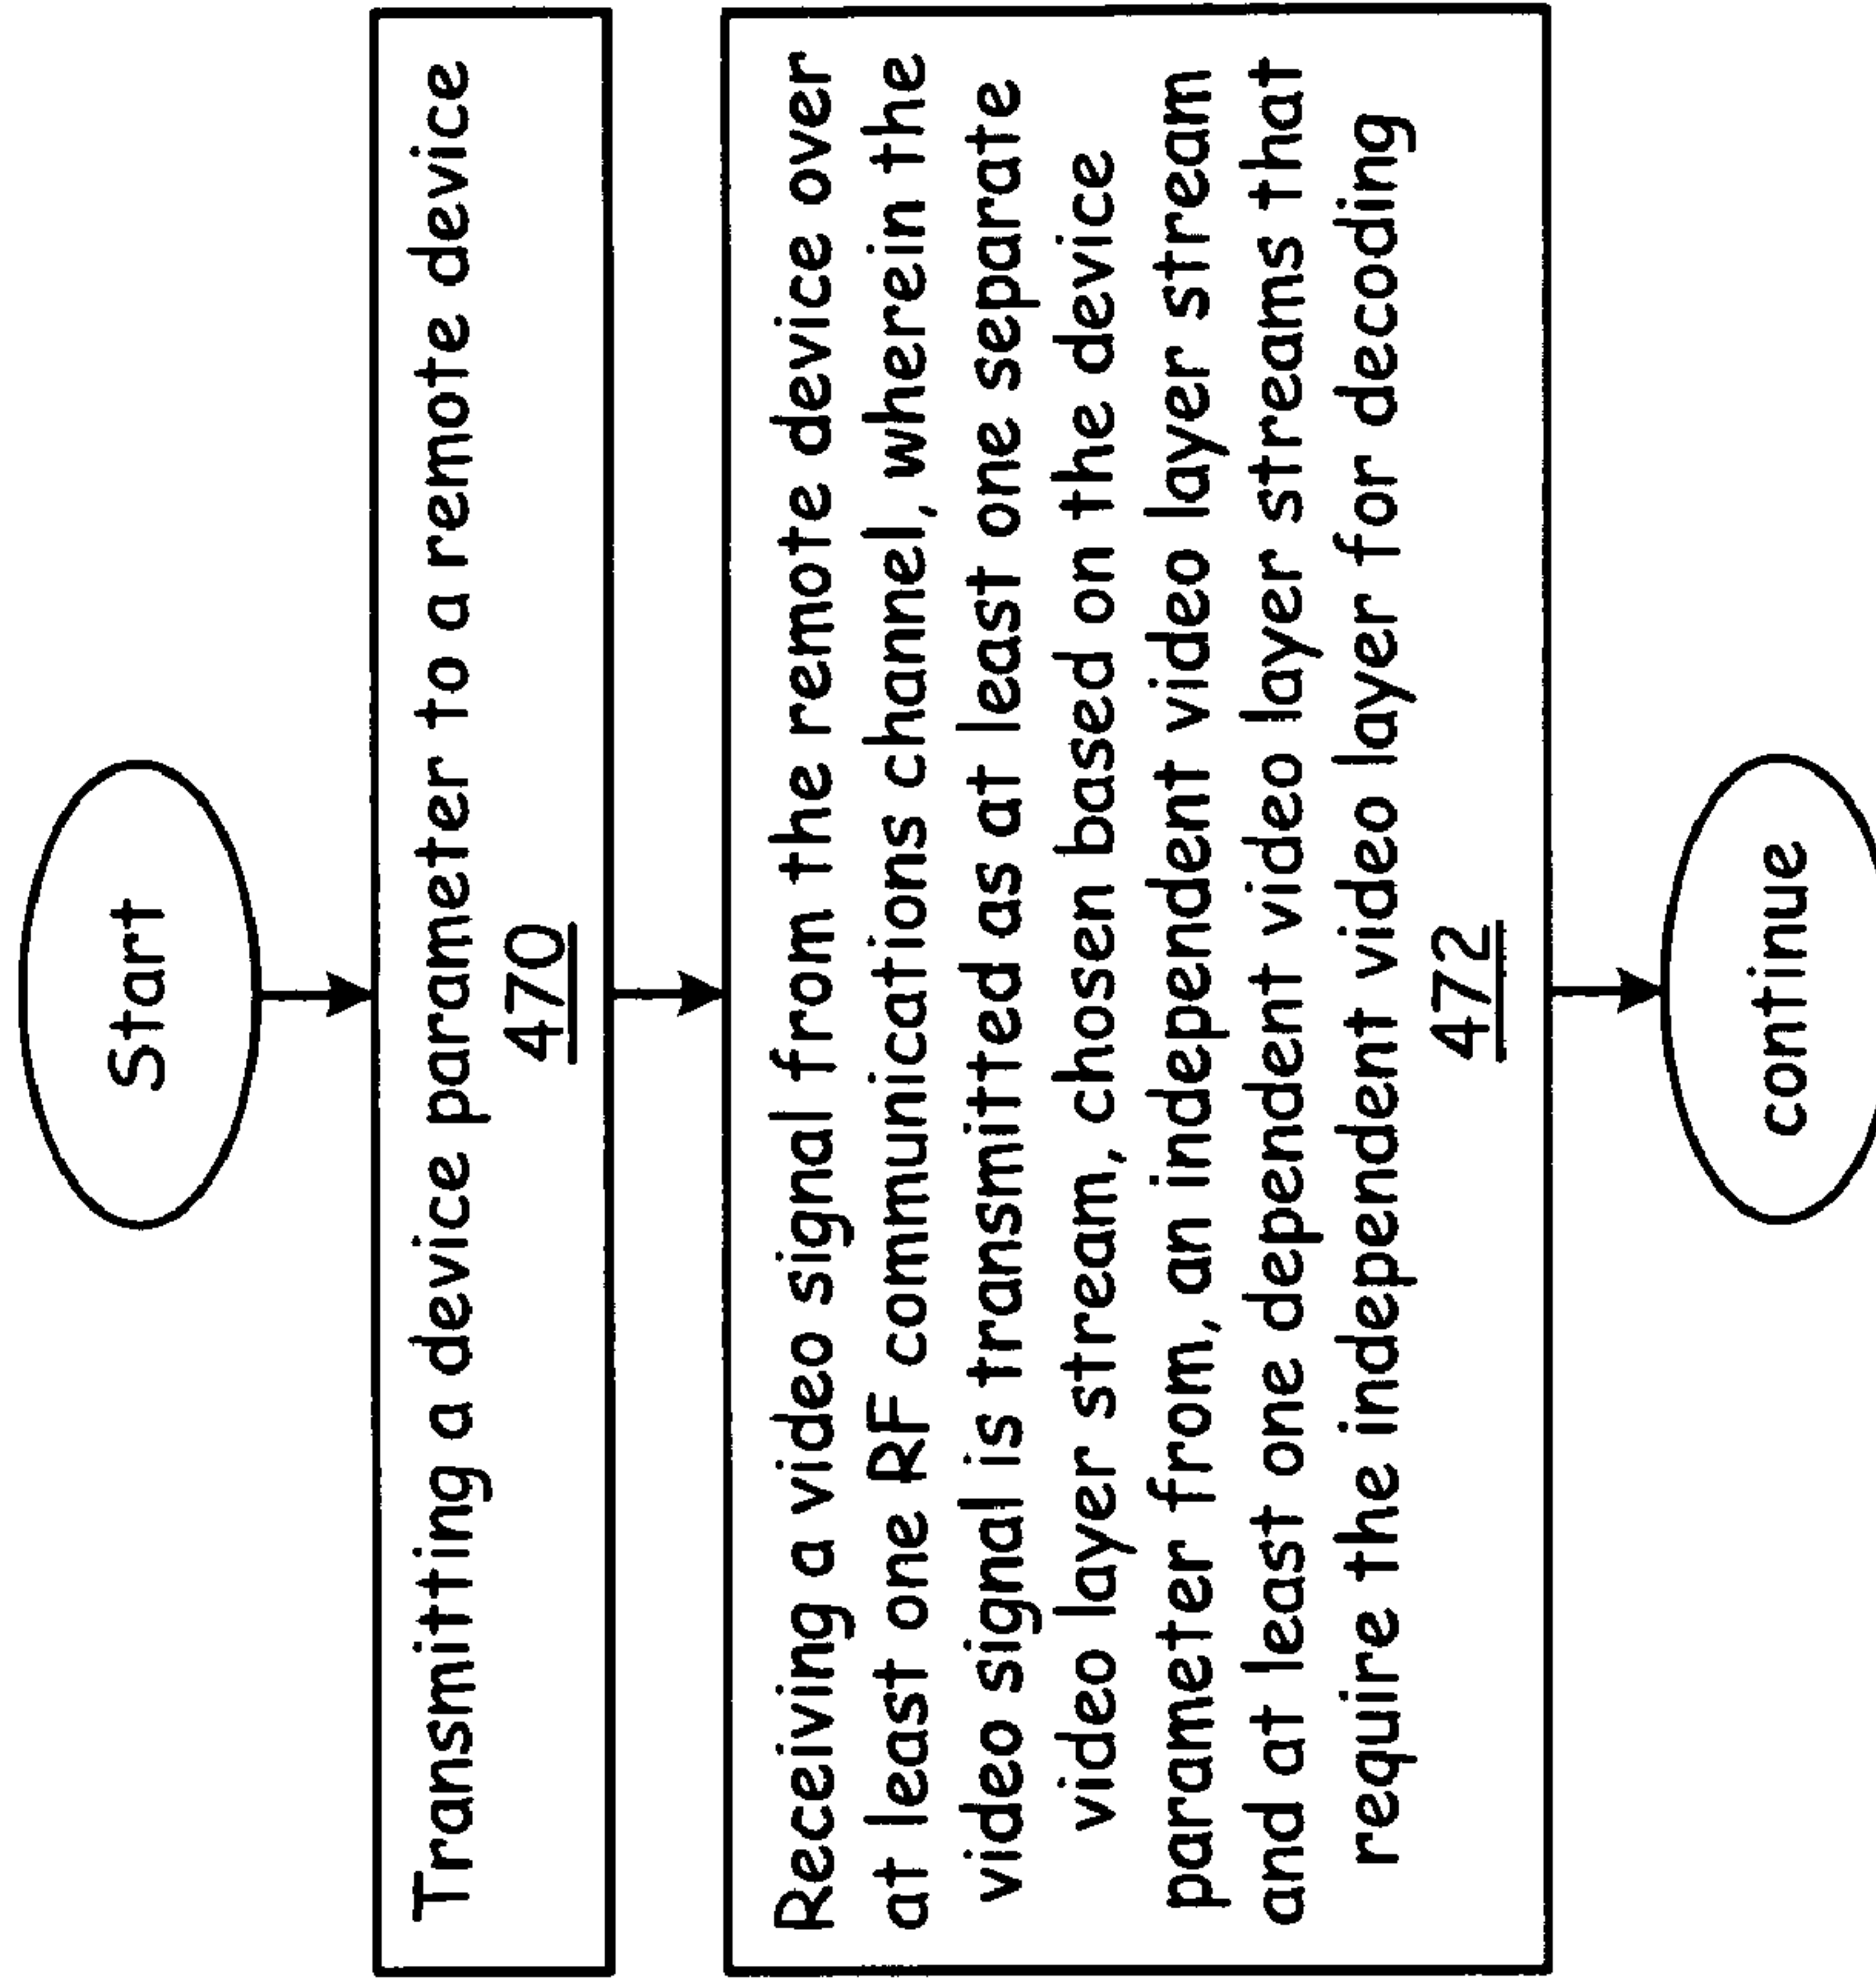 Start
Transmitting a device parameter to a remote device
470
Receiving a video signal from the remote device over
at least one RF communications channel, wherein the
video signal is transmitted as at least one separate
video layer stream, chosen based on the device
parameter from, an independent video layer stream
and at least one dependent video layer streams that
require the independent video layer for decoding
472
continue